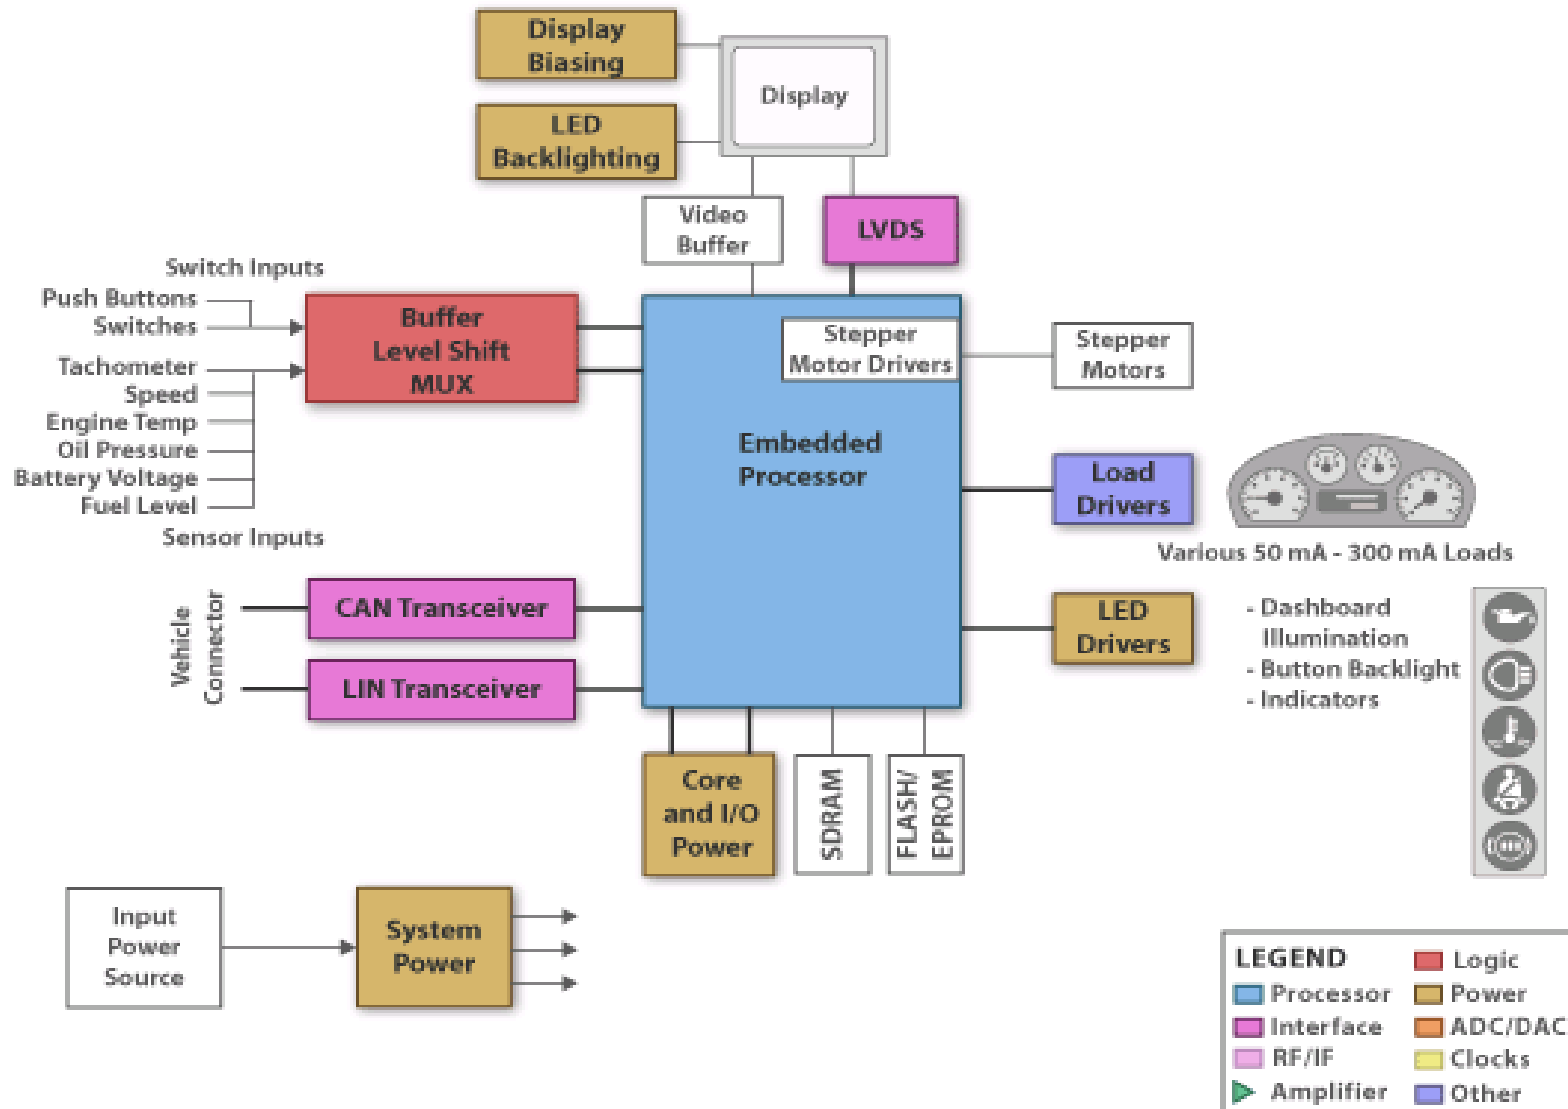 Display
Biasing
LED
Backlighting
Display
Video
Buffer
LVDS
Switch Inputs
Push Buttons
Switches
Tachometer
Speed
Engine Temp
Oil Pressure
Battery Voltage
Fuel Level
Sensor Inputs
Buffer
Level Shift
MUX
Stepper
Motor Drivers
Stepper
Motors
Embedded
Processor
Load
Drivers
Various 50 mA - 300 mA Loads
Vehicle
Connector
CAN Transceiver
LIN Transceiver
LED
Drivers
- Dashboard
Illumination
- Button Backlight
- Indicators
Core
and I/O
Power
SDRAM
FLASH/
EPROM
Input
Power
Source
System
Power
LEGEND
Processor
Interface
RF/IF
Amplifier
Logic
Power
ADC/DAC
Clocks
Other